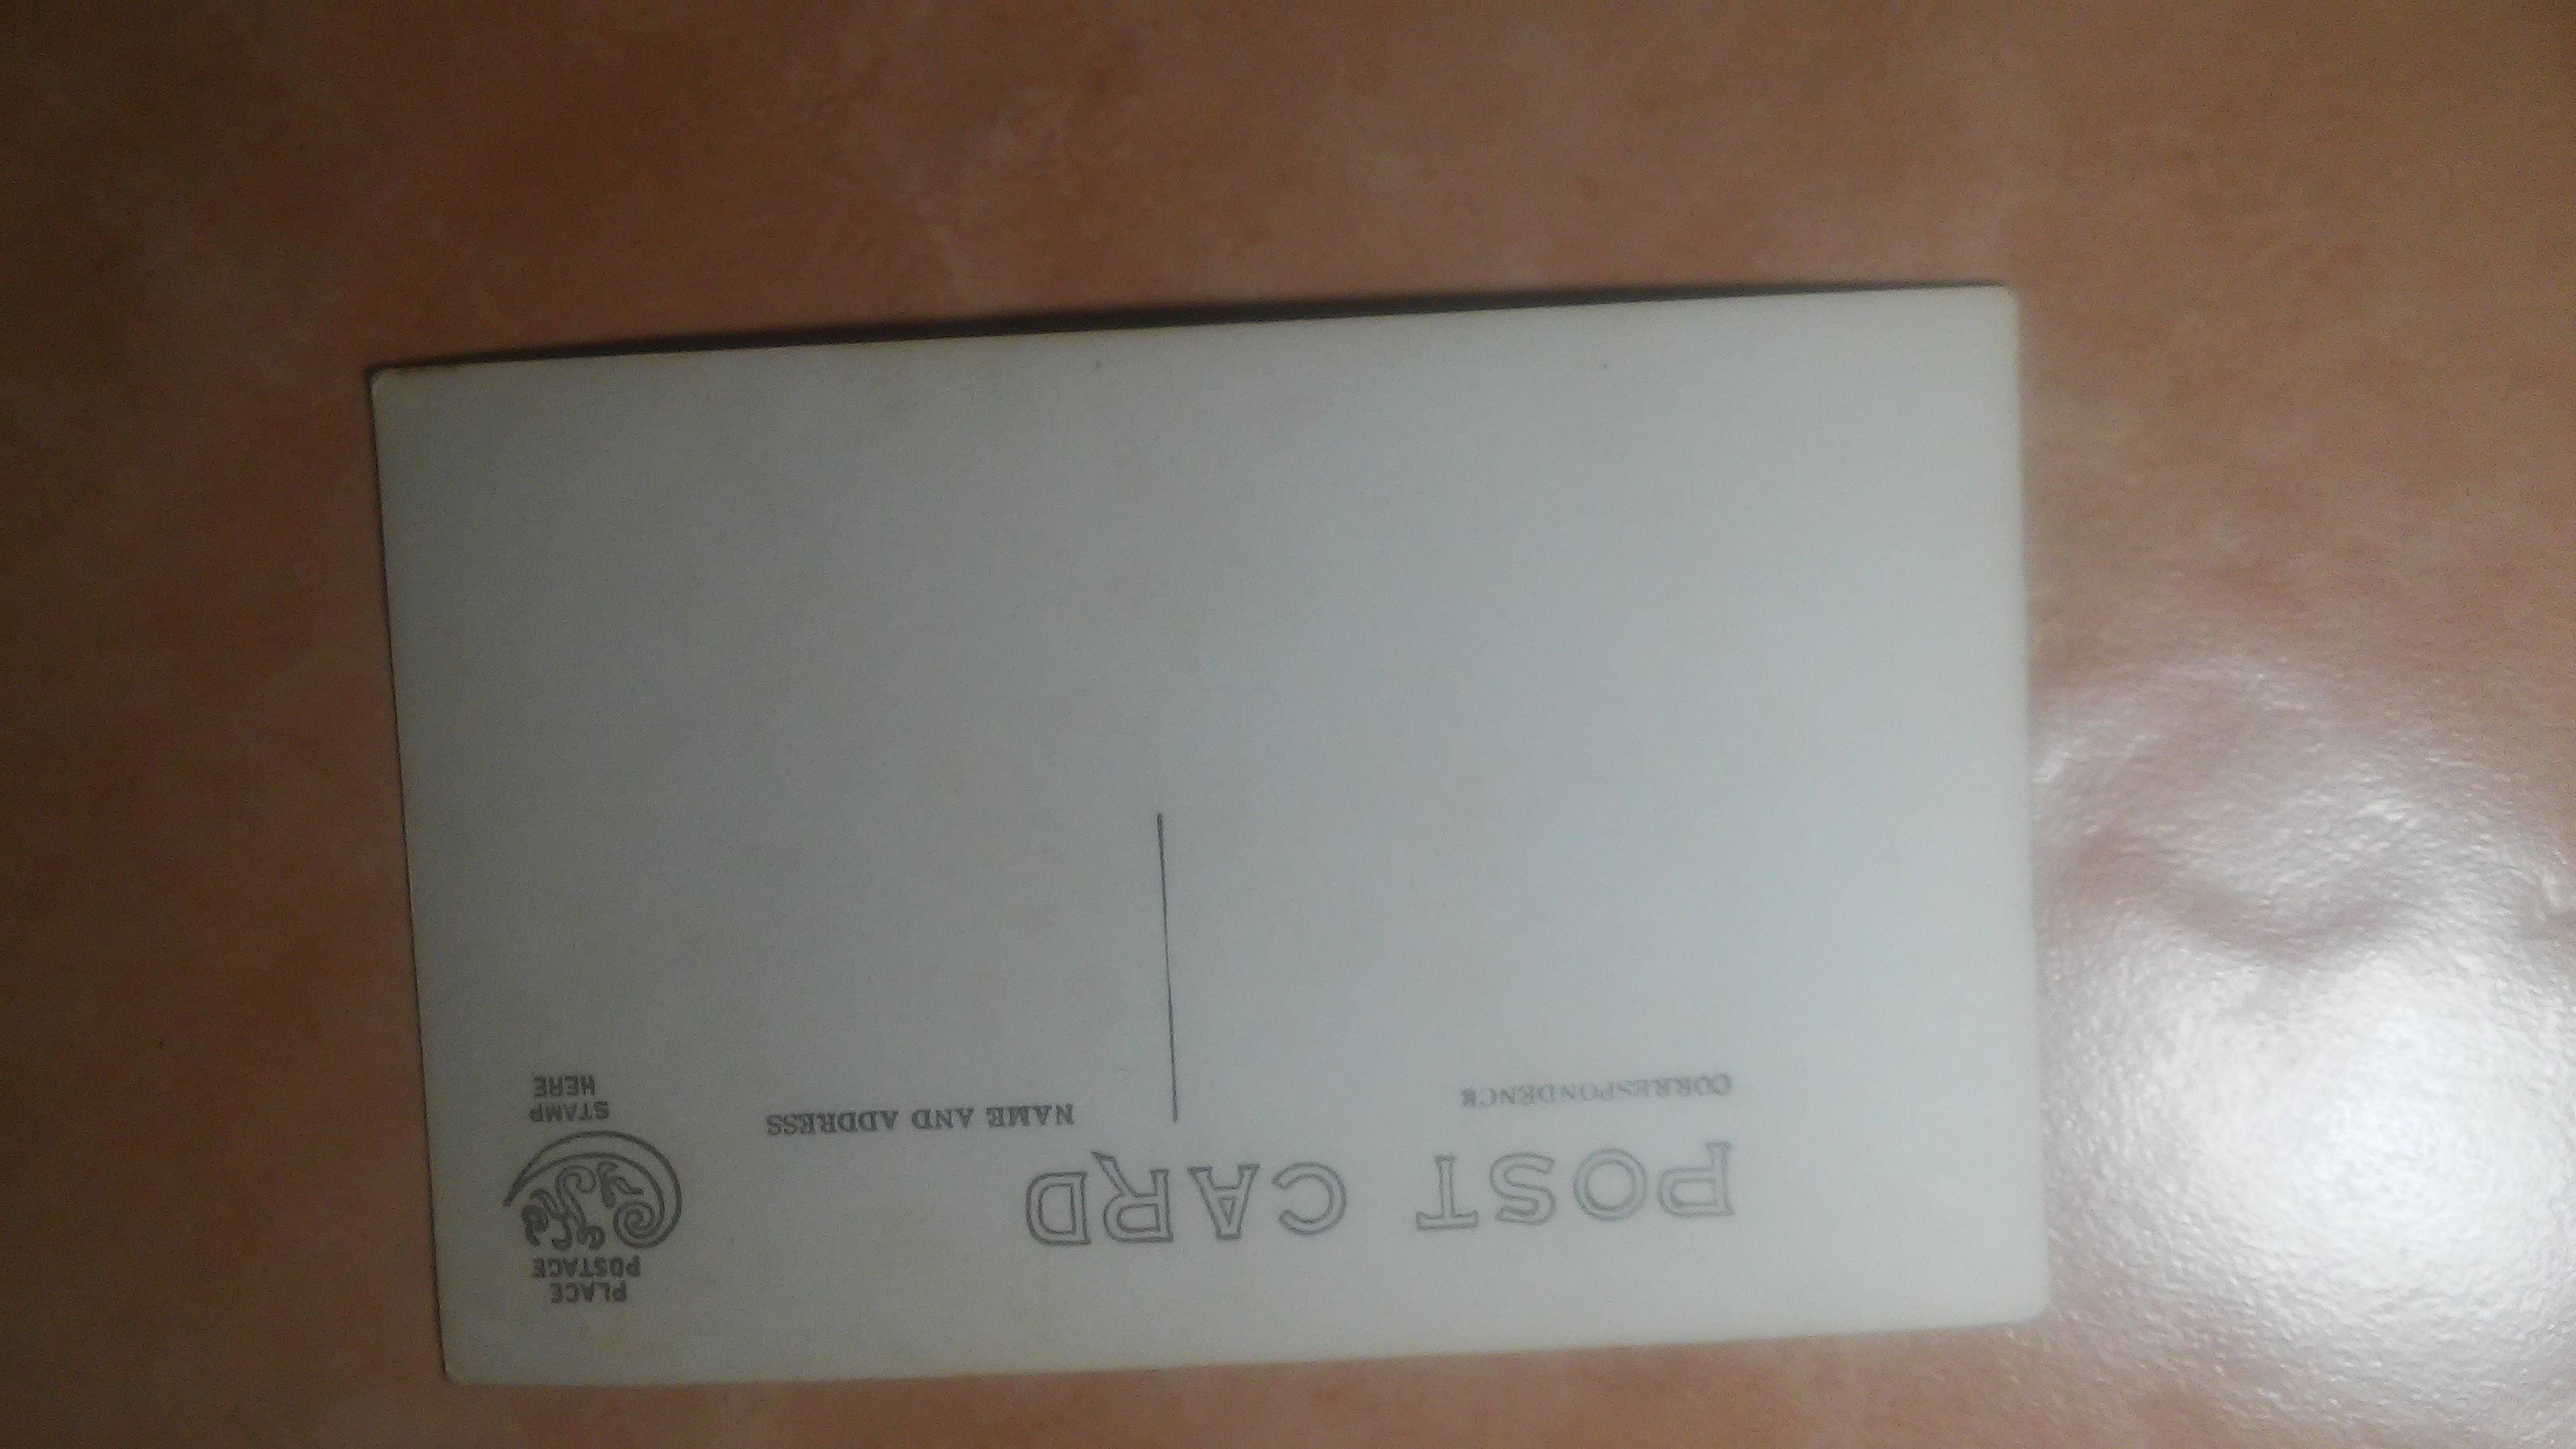 POST CARD
CORRESPONDENCE
NAME AND ADDRESS
PLACE
POSTAGE
STAMP
HERE